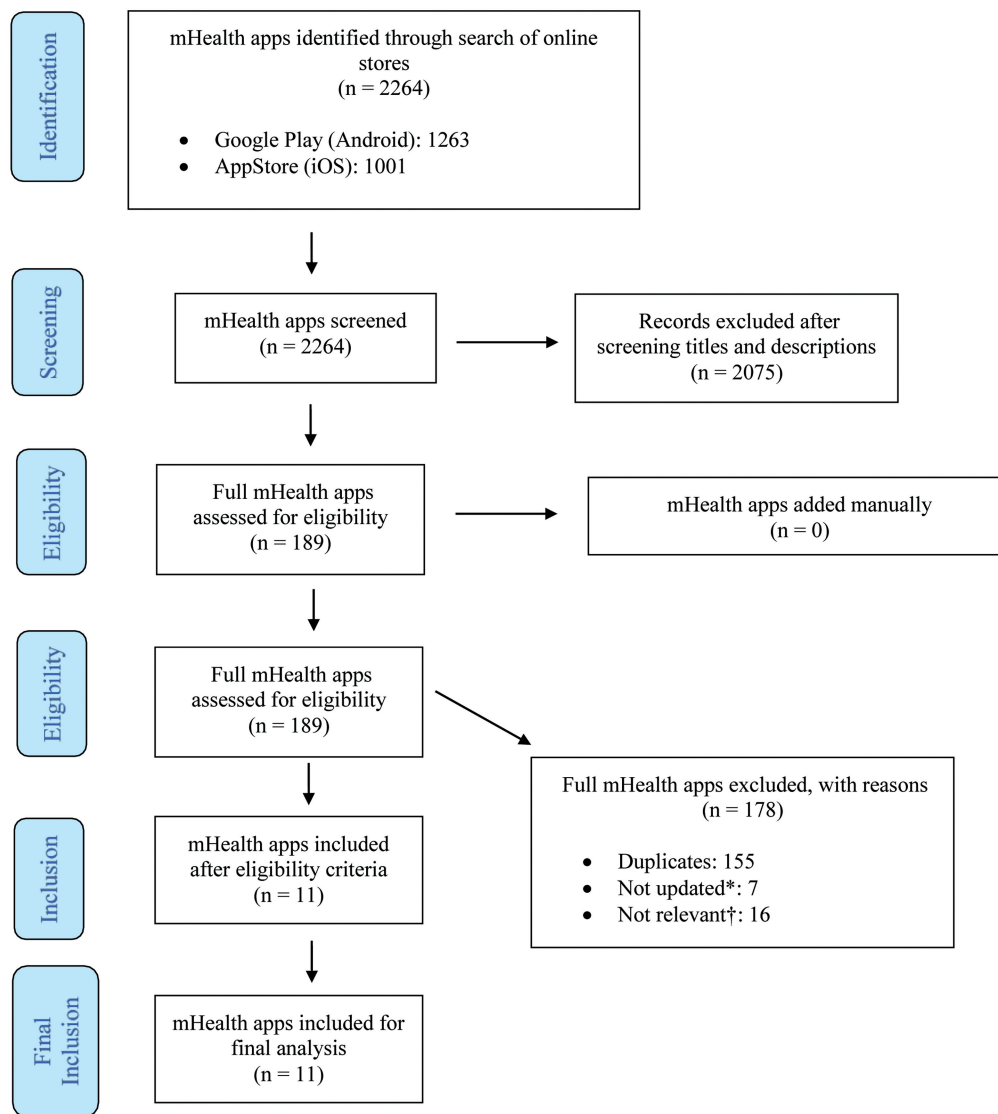 Identification
mHealth apps identified through search of online
stores
(n = 2264)
• Google Play (Android): 1263
• AppStore (iOS): 1001
Screening
mHealth apps screened
(n = 2264)
Records excluded after
screening titles and descriptions
(n = 2075)
Eligibility
Full mHealth apps
assessed for eligibility
(n = 189)
mHealth apps added manually
(n = 0)
Eligibility
Full mHealth apps
assessed for eligibility
(n = 189)
Full mHealth apps excluded, with reasons
(n = 178)
• Duplicates: 155
• Not updated*: 7
• Not relevant†: 16
Inclusion
mHealth apps included
after eligibility criteria
(n = 11)
Final
Inclusion
mHealth apps included for
final analysis
(n = 11)